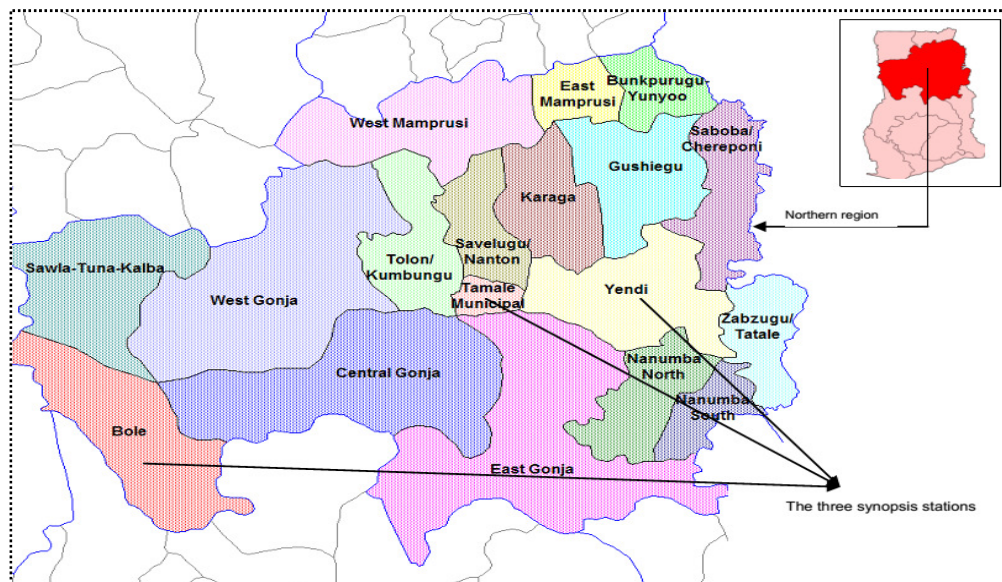 East
Mamprusi
Bunkpurugu-
Yunyoo
West Mamprusi
Saboba/
Chereponi
Gushiegu
Karaga
Northern region
Savelugu/
Nanton
Tolon/
Kumbungu
Sawla-Tuna-Kalba
West Gonja
Tamale
Municipal
Yendi
Zabzugu/
Tatale
Nanumba
North
Central Gonja
Nanumba
South
Bole
East Gonja
The three synopsis stations